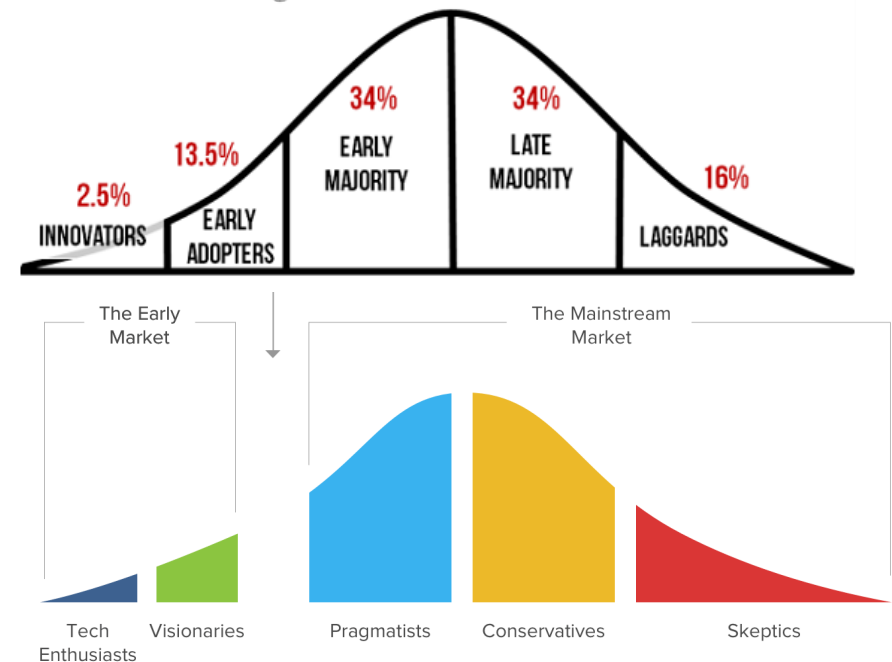 34%
34%
EARLY
MAJORITY
LATE
MAJORITY
13.5%
16%
2.5%
EARLY
ADOPTERS
INNOVATORS
LAGGARDS
The Early
Market
The Mainstream
Market
Tech
Enthusiasts
Visionaries
Pragmatists
Conservatives
Skeptics